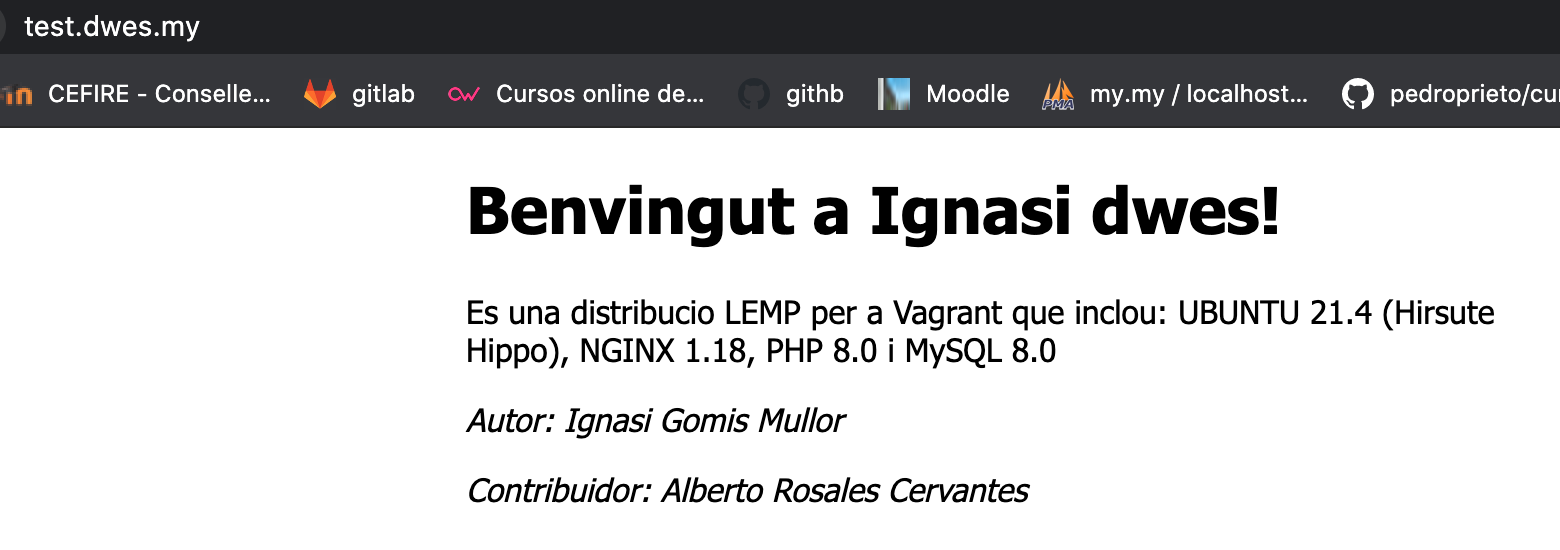 test.dwes.my
CEFIRE - Conselle... gitlab Cursos online de... githb Moodle PMA my.my / localhost... pedroprieto/cur
Benvingut a Ignasi dwes!
Es una distribucio LEMP per a Vagrant que inclou: UBUNTU 21.4 (Hirsute
Hippo), NGINX 1.18, PHP 8.0 i MySQL 8.0
Autor: Ignasi Gomis Mullor
Contribuidor: Alberto Rosales Cervantes